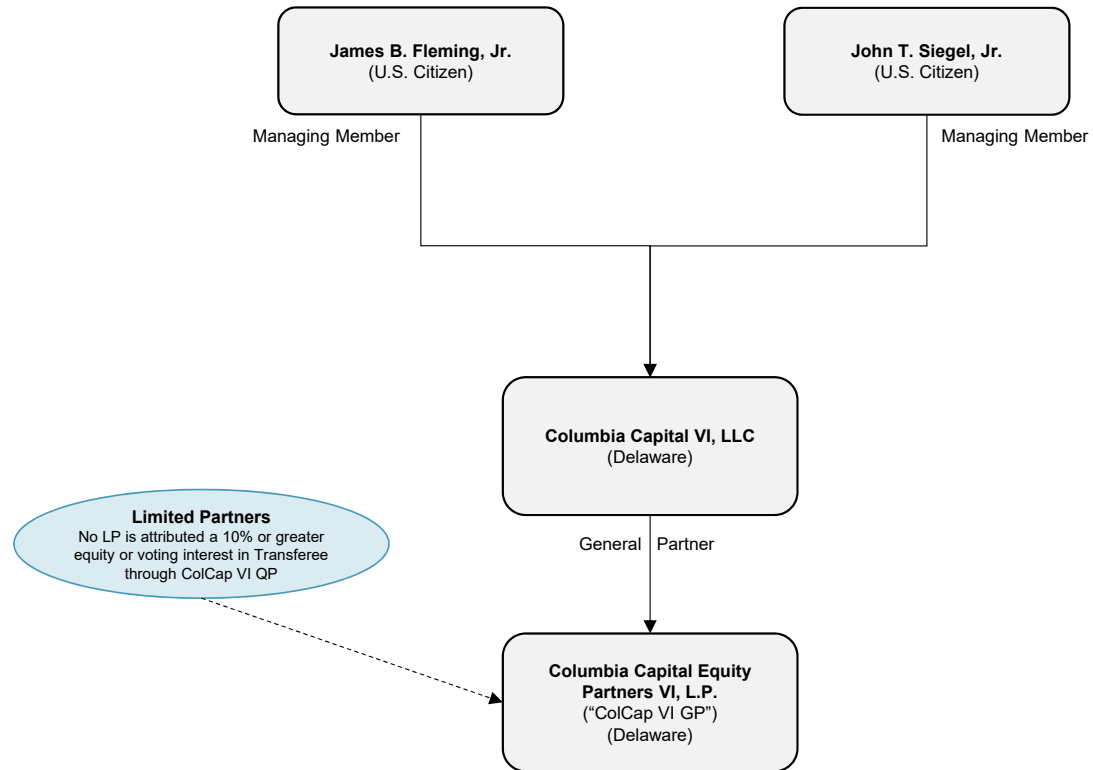 James B. Fleming, Jr.
(U.S. Citizen)
John T. Siegel, Jr.
(U.S. Citizen)
Managing Member
Managing Member
Columbia Capital VI, LLC
(Delaware)
Limited Partners
No LP is attributed a 10% or greater
equity or voting interest in Transferee
through ColCap VI QP
General Partner
Columbia Capital Equity
Partners VI, L.P.
(“ColCap VI GP”)
(Delaware)